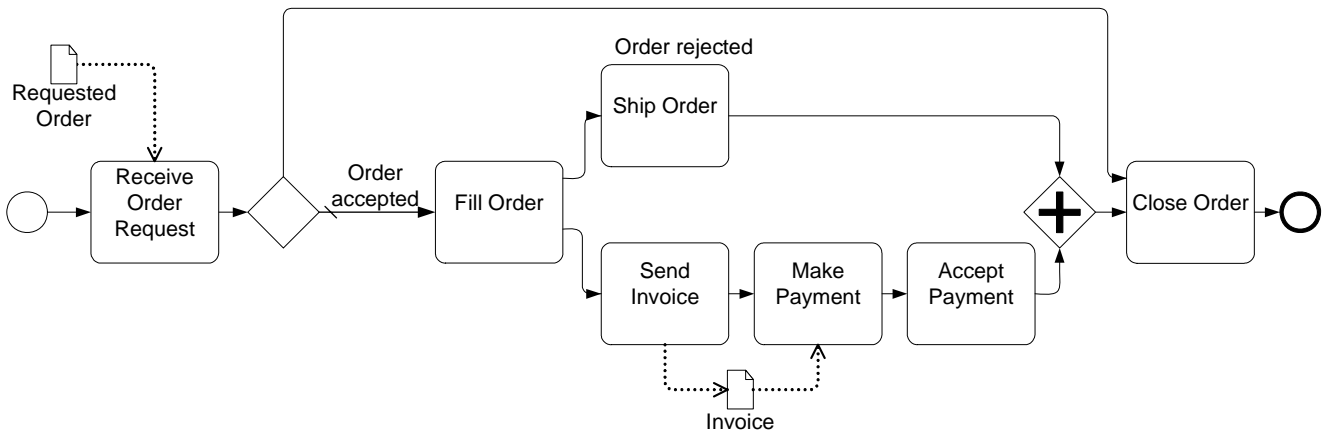 Order rejected
Requested
Order
Ship Order
Receive
Order
Request
Order
accepted
Fill Order
Close Order
Send
Invoice
Make
Payment
Accept
Payment
Invoice